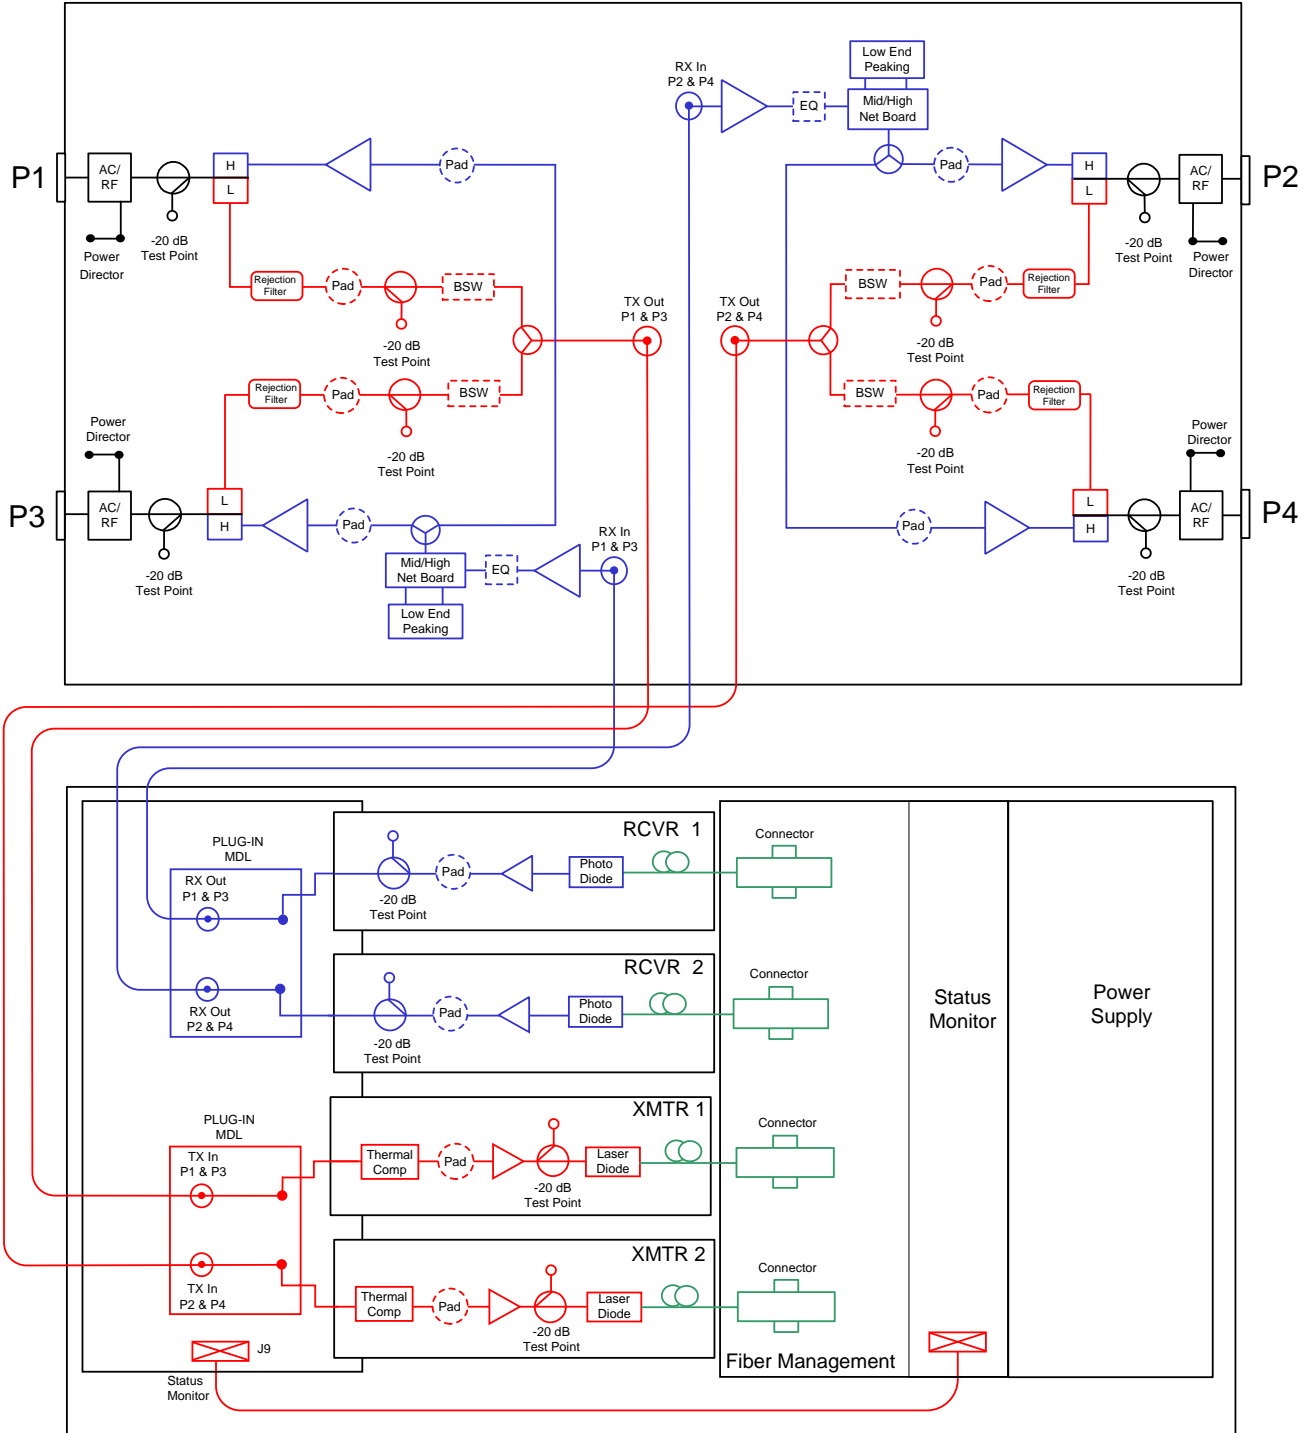 RX In
P2 & P4
Low End
Peaking
EQ
Mid/High
Net Board
P1
AC/
RF
H
L
Pad
Pad
H
L
AC/
RF
P2
-20 dB
Test Point
Power
Director
-20 dB
Test Point
Power
Director
Rejection
Filter
Pad
BSW
-20 dB
Test Point
TX Out
P1 & P3
TX Out
P2 & P4
BSW
Pad
Rejection
Filter
-20 dB
Test Point
Rejection
Filter
Pad
BSW
-20 dB
Test Point
BSW
Pad
Rejection
Filter
-20 dB
Test Point
Power
Director
Power
Director
P3
AC/
RF
L
H
Pad
RX In
P1 & P3
Pad
L
H
AC/
RF
P4
-20 dB
Test Point
Mid/High
Net Board
EQ
Low End
Peaking
-20 dB
Test Point
PLUG-IN
MDL
RX Out
P1 & P3
RX Out
P2 & P4
RCVR 1
-20 dB
Test Point
Pad
Photo
Diode
Connector
RCVR 2
-20 dB
Test Point
Pad
Photo
Diode
Connector
Status
Monitor
Power
Supply
PLUG-IN
MDL
TX In
P1 & P3
TX In
P2 & P4
XMTR 1
Thermal
Comp
Pad
-20 dB
Test Point
Laser
Diode
Connector
XMTR 2
Thermal
Comp
Pad
-20 dB
Test Point
Laser
Diode
Connector
J9
Status
Monitor
Fiber Management